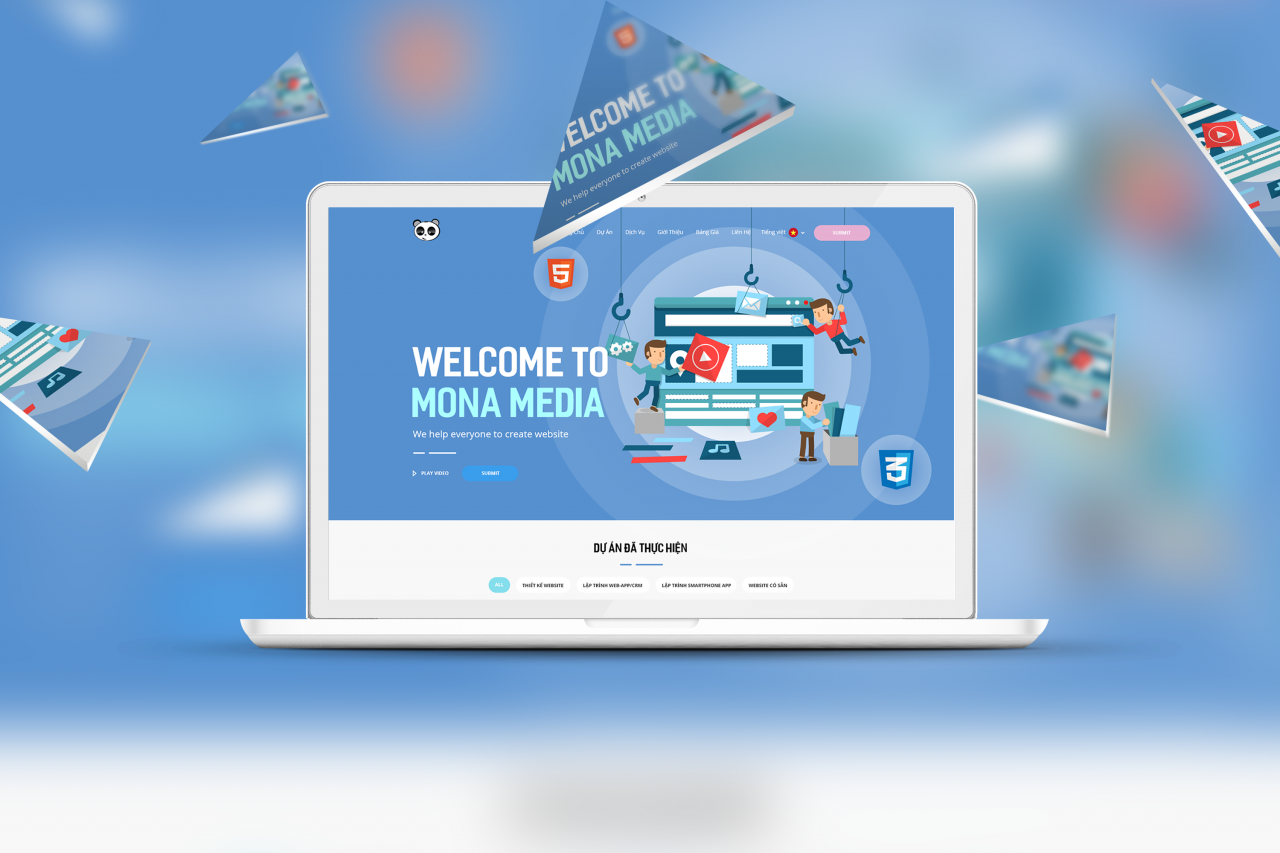 WELCOME TO
MONA MEDIA
We help everyone to create website
Chủ Dự Án Dịch Vụ Giới Thiệu Bảng Giá Liên Hệ Tiếng việt SUBMIT
5
WELCOME TO
MONA MEDIA
We help everyone to create website
PLAY VIDEO SUBMIT
3
DỰ ÁN ĐÃ THỰC HIỆN
ALL THIẾT KẾ WEBSITE LẬP TRÌNH WEB-APP/CRM LẬP TRÌNH SMARTPHONE APP WEBSITE CÓ SẴN